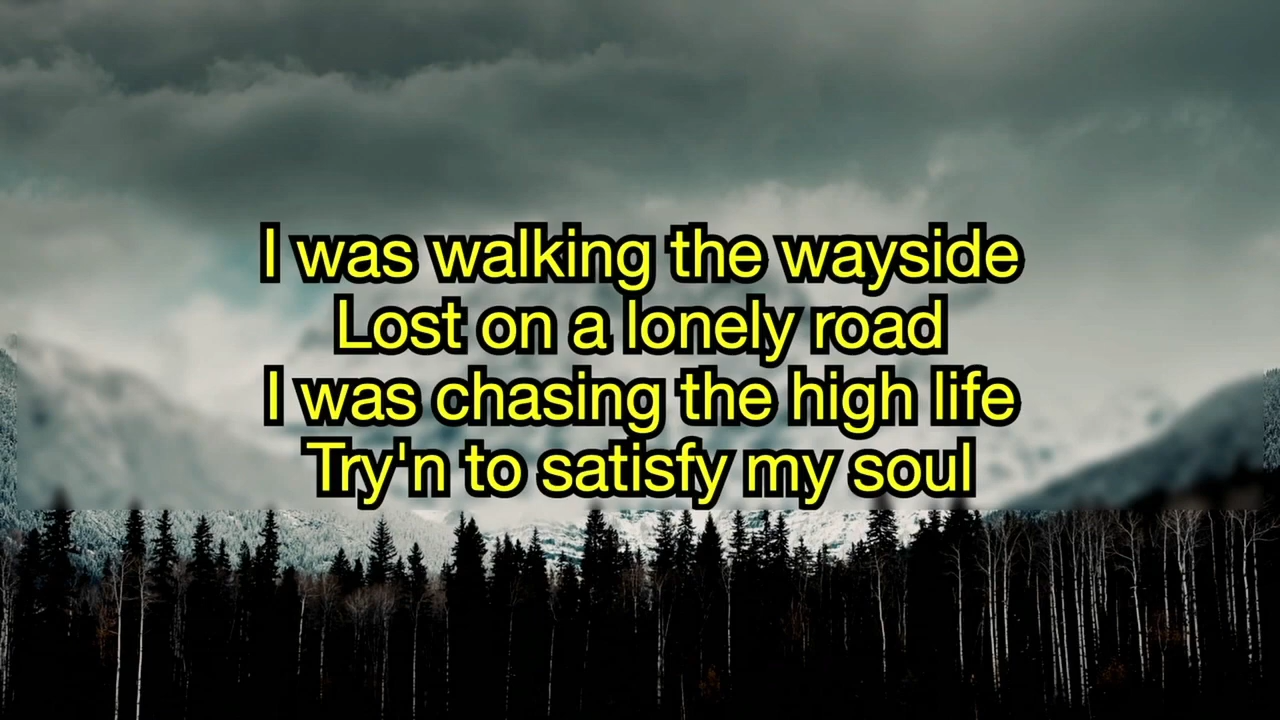 I was walking the wayside
Lost on a lonely road
I was chasing the high life
Try'n to satisfy my soul